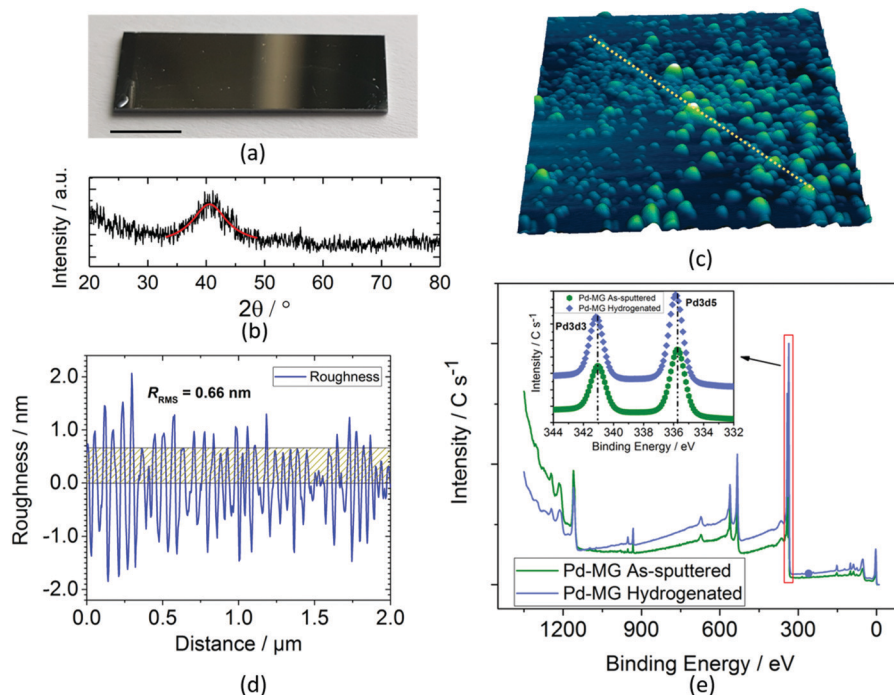 (a)
Intensity / a.u.
20 30 40 50 60 70 80
2θ / °
(b)
(c)
Roughness / nm
2.0
1.0
0.0
-1.0
-2.0
R_RMS = 0.66 nm
Roughness
0.0 0.5 1.0 1.5 2.0
Distance / µm
(d)
Intensity / C s⁻¹
Pd-MG As-sputtered
Pd-MG Hydrogenated
Pd3d3
Pd3d5
Intensity / C s⁻¹
344 342 340 338 336 334 332
Binding Energy / eV
Pd-MG As-sputtered
Pd-MG Hydrogenated
1200 900 600 300 0
Binding Energy / eV
(e)